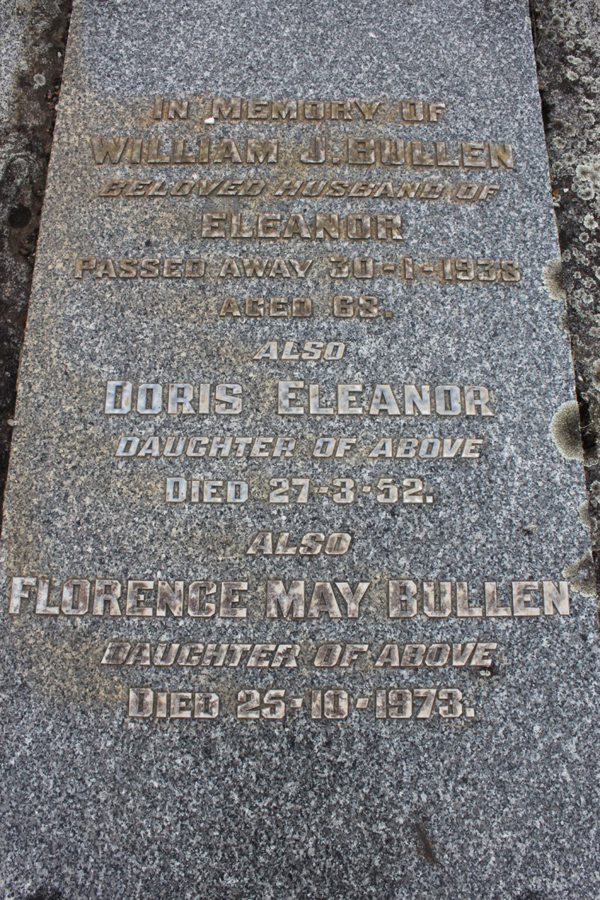 IN MEMORY OF
WILLIAM J. BULLEN
BELOVED HUSBAND OF
ELEANOR
PASSED AWAY 30-1-1938
AGED 68.
ALSO
DORIS ELEANOR
DAUGHTER OF ABOVE
DIED 27-3-52.
ALSO
FLORENCE MAY BULLEN
DAUGHTER OF ABOVE
DIED 25-10-1973.